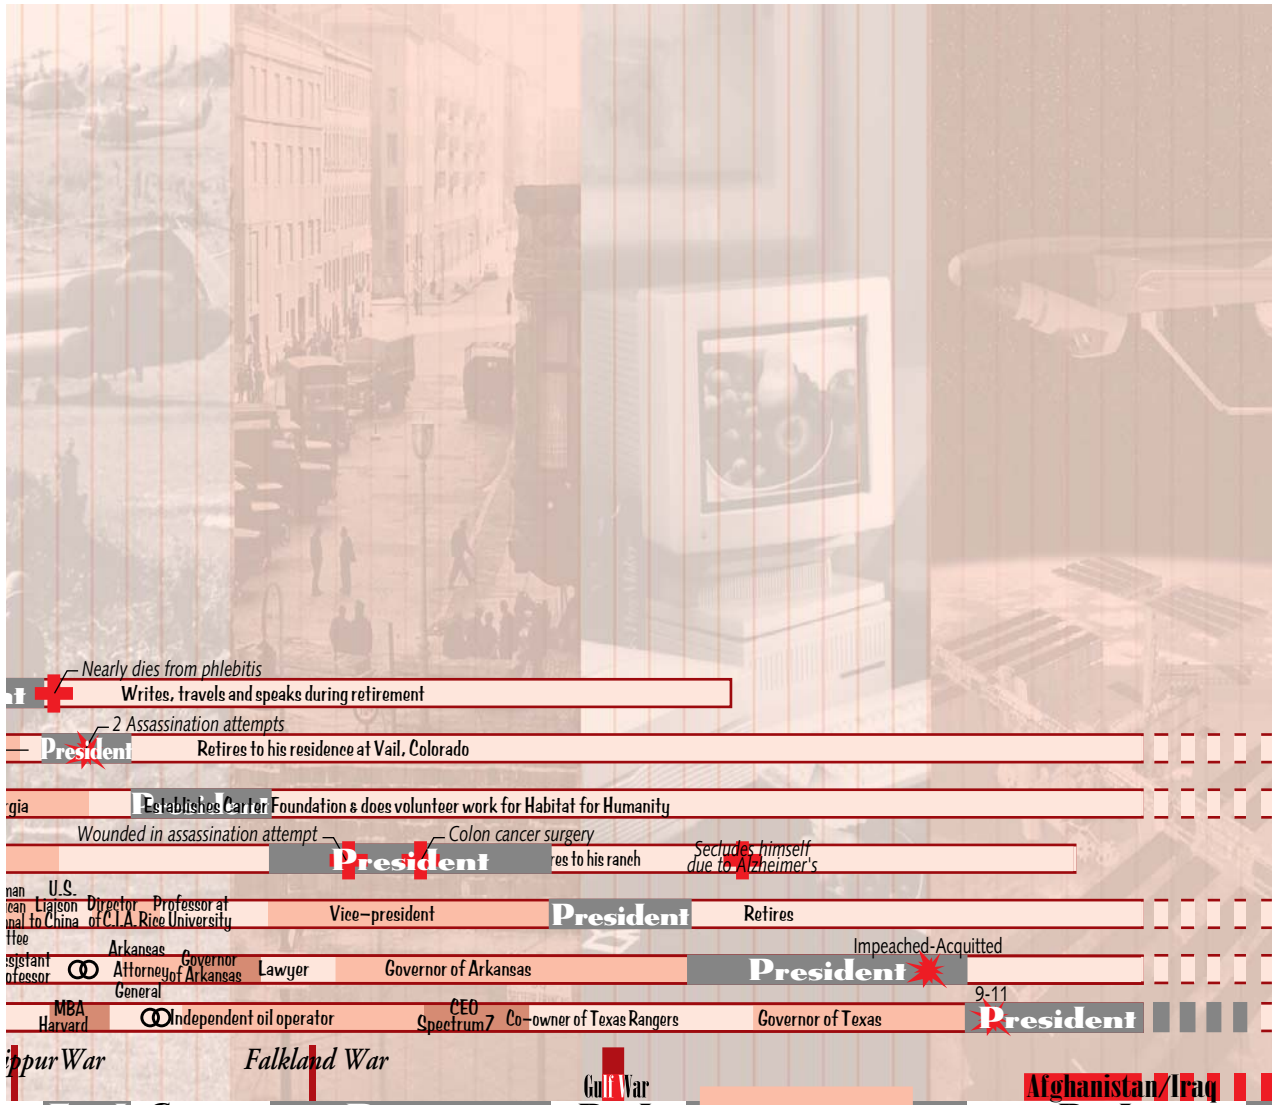 Nearly dies from phlebitis
Writes, travels and speaks during retirement
2 Assassination attempts
President
Retires to his residence at Vail, Colorado
gia
President
Establishes Carter Foundation & does volunteer work for Habitat for Humanity
Wounded in assassination attempt
Colon cancer surgery
President
res to his ranch
Secludes himself
due to Alzheimer's
U.S.
Liaison
to China
Director
of C.I.A.
Professor at
Rice University
Vice-president
President
Retires
Arkansas
Attorney
General
Governor
of Arkansas
Lawyer
Governor of Arkansas
Impeached-Acquitted
President
MBA
Harvard
Independent oil operator
CEO
Spectrum7
Co-owner of Texas Rangers
Governor of Texas
9-11
President
ippur War
Falkland War
Gulf War
Afghanistan/Iraq